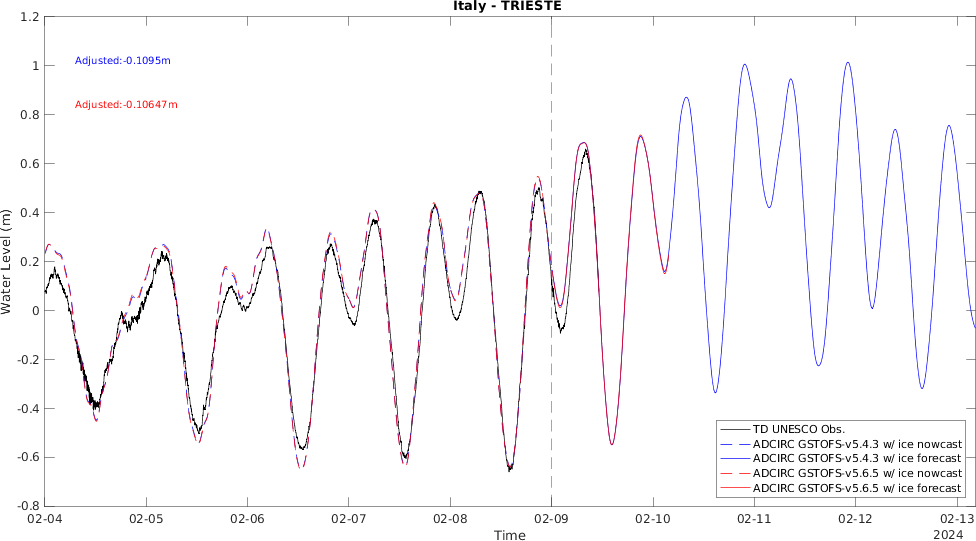 Italy - TRIESTE
Adjusted:-0.1095m
Adjusted:-0.10647m
1.2
1
0.8
0.6
0.4
0.2
0
-0.2
-0.4
-0.6
-0.8
Water Level (m)
TD UNESCO Obs.
ADCIRC GSTOFS-v5.4.3 w/ ice nowcast
ADCIRC GSTOFS-v5.4.3 w/ ice forecast
ADCIRC GSTOFS-v5.6.5 w/ ice nowcast
ADCIRC GSTOFS-v5.6.5 w/ ice forecast
02-04 02-05 02-06 02-07 02-08 02-09 02-10 02-11 02-12 02-13
Time
2024